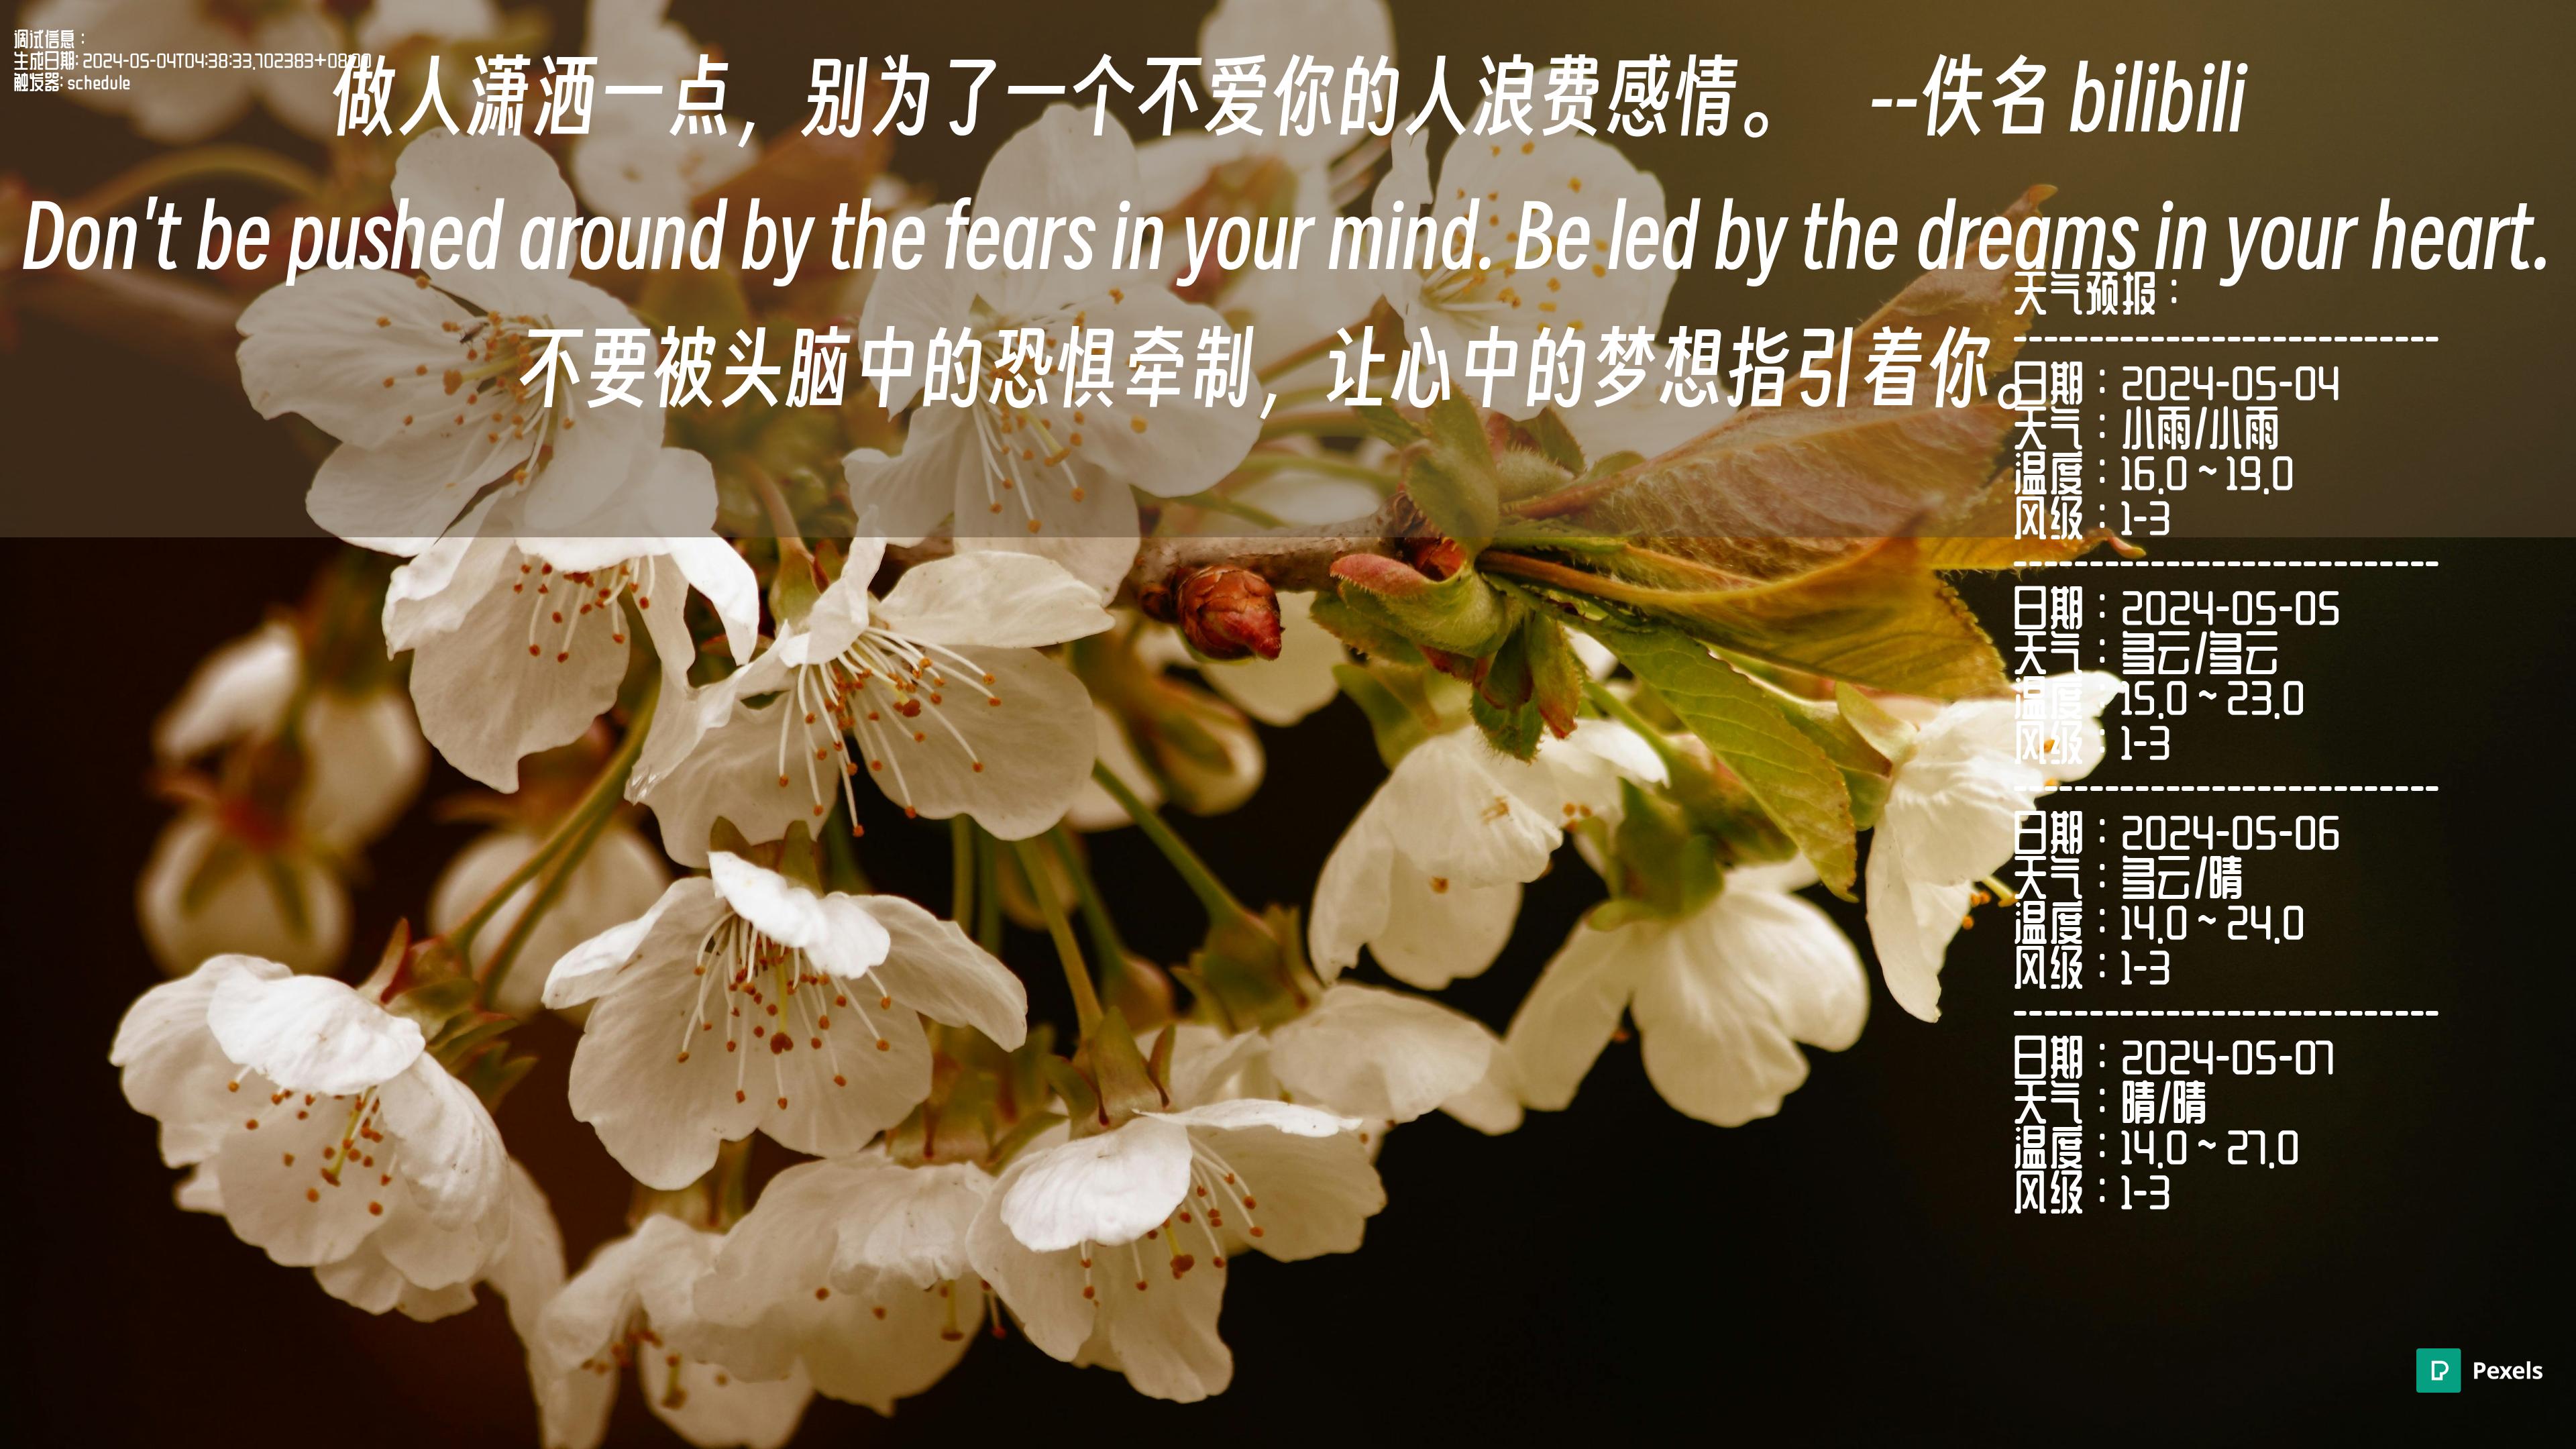 调试信息：
生成日期: 2024-05-04T04:38:33.702383+08:00
触发器: schedule
做人潇洒一点，别为了一个不爱你的人浪费感情。 --佚名 bilibili
Don't be pushed around by the fears in your mind. Be led by the dreams in your heart.
不要被头脑中的恐惧牵制，让心中的梦想指引着你。
天气预报：
------------------------------
日期：2024-05-04
天气：小雨/小雨
温度：16.0 ~ 19.0
风级：1-3
------------------------------
日期：2024-05-05
天气：多云/多云
温度：15.0 ~ 23.0
风级：1-3
------------------------------
日期：2024-05-06
天气：多云/晴
温度：14.0 ~ 24.0
风级：1-3
------------------------------
日期：2024-05-07
天气：晴/晴
温度：14.0 ~ 27.0
风级：1-3
Pexels